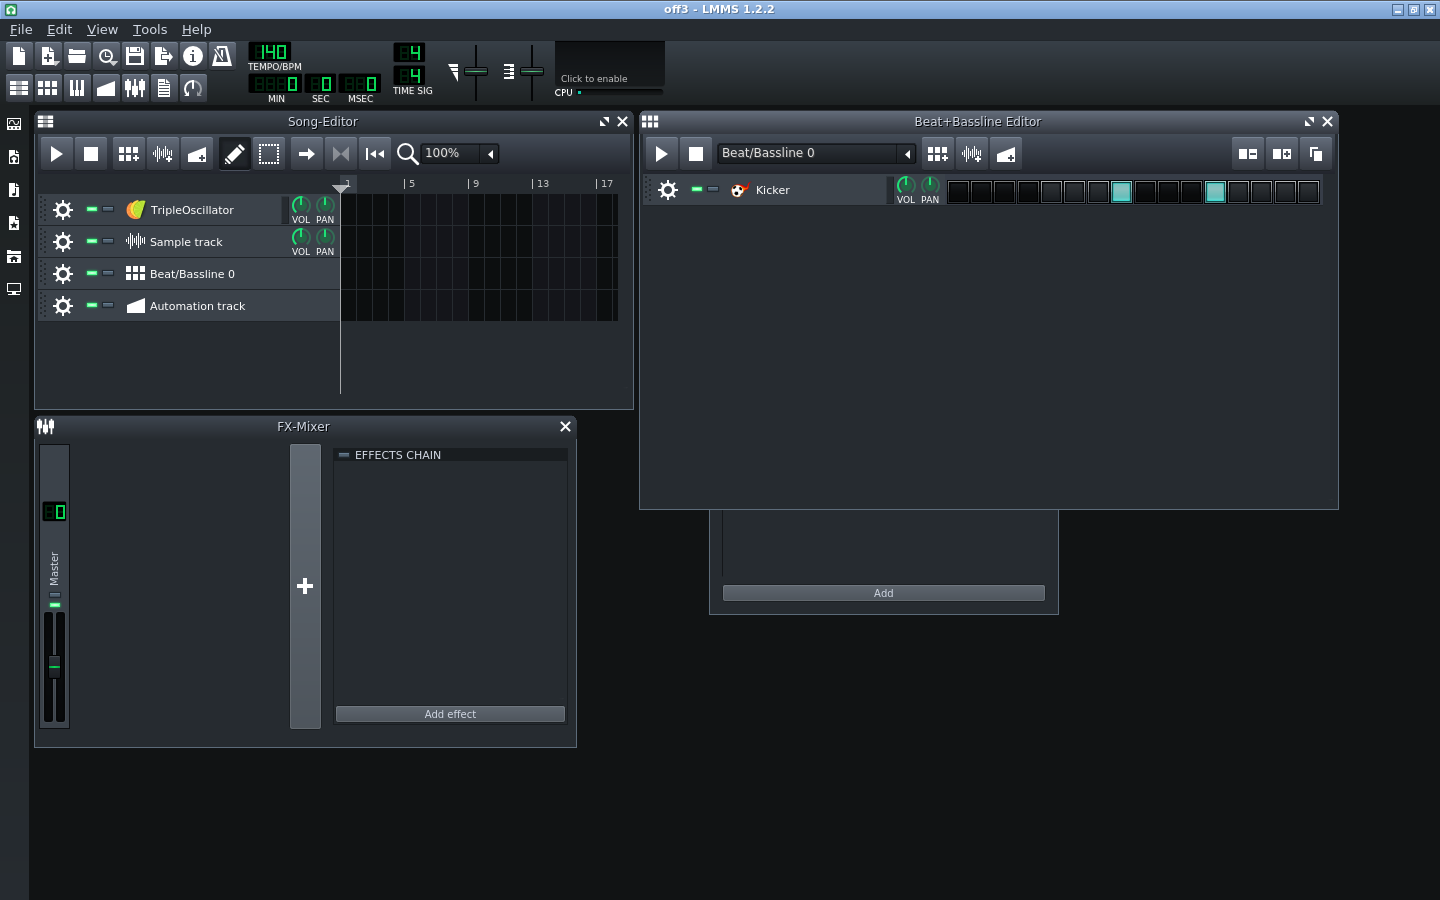 off3 - LMMS 1.2.2
File Edit View Tools Help
140
TEMPO/BPM
0 0 0
MIN SEC MSEC
4
4
TIME SIG
Click to enable
CPU
Song-Editor
100%
1 5 9 13 17
TripleOscillator
VOL PAN
Sample track
VOL PAN
Beat/Bassline 0
Automation track
Beat+Bassline Editor
Beat/Bassline 0
Kicker
VOL PAN
FX-Mixer
0
Master
EFFECTS CHAIN
Add effect
Add